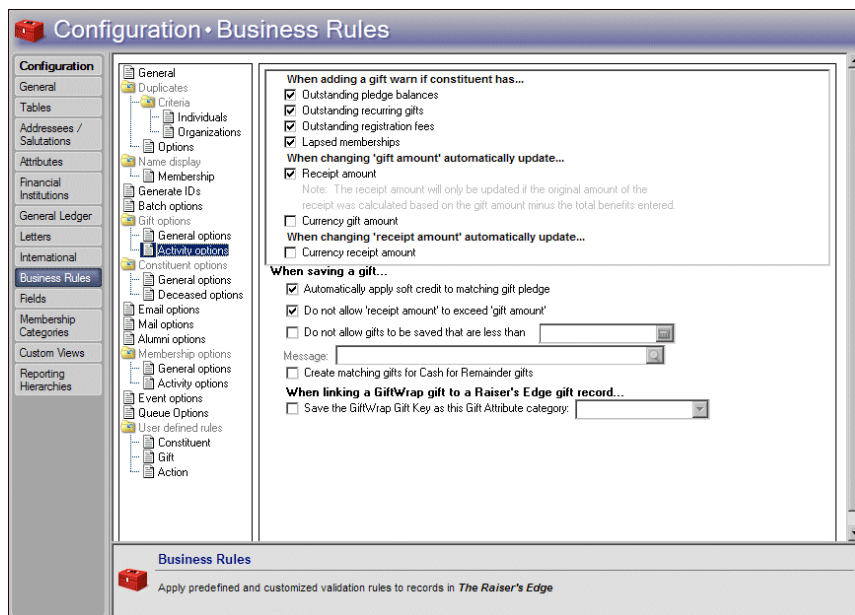 Configuration • Business Rules
Configuration
General
Tables
Addressees /
Salutations
Attributes
Financial
Institutions
General Ledger
Letters
International
Business Rules
Fields
Membership
Categories
Custom Views
Reporting
Hierarchies
General
Duplicates
Criteria
Individuals
Organizations
Options
Name display
Membership
Generate IDs
Batch options
Gift options
General options
Activity options
Constituent options
General options
Deceased options
Email options
Mail options
Alumni options
Membership options
General options
Activity options
Event options
Queue Options
User defined rules
Constituent
Gift
Action
When adding a gift warn if constituent has...
Outstanding pledge balances
Outstanding recurring gifts
Outstanding registration fees
Lapsed memberships
When changing 'gift amount' automatically update...
Receipt amount
Note: The receipt amount will only be updated if the original amount of the
receipt was calculated based on the gift amount minus the total benefits entered.
Currency gift amount
When changing 'receipt amount' automatically update...
Currency receipt amount
When saving a gift...
Automatically apply soft credit to matching gift pledge
Do not allow 'receipt amount' to exceed 'gift amount'
Do not allow gifts to be saved that are less than
Message:
Create matching gifts for Cash for Remainder gifts
When linking a GiftWrap gift to a Raiser's Edge gift record...
Save the GiftWrap Gift Key as this Gift Attribute category:
Business Rules
Apply predefined and customized validation rules to records in The Raiser's Edge